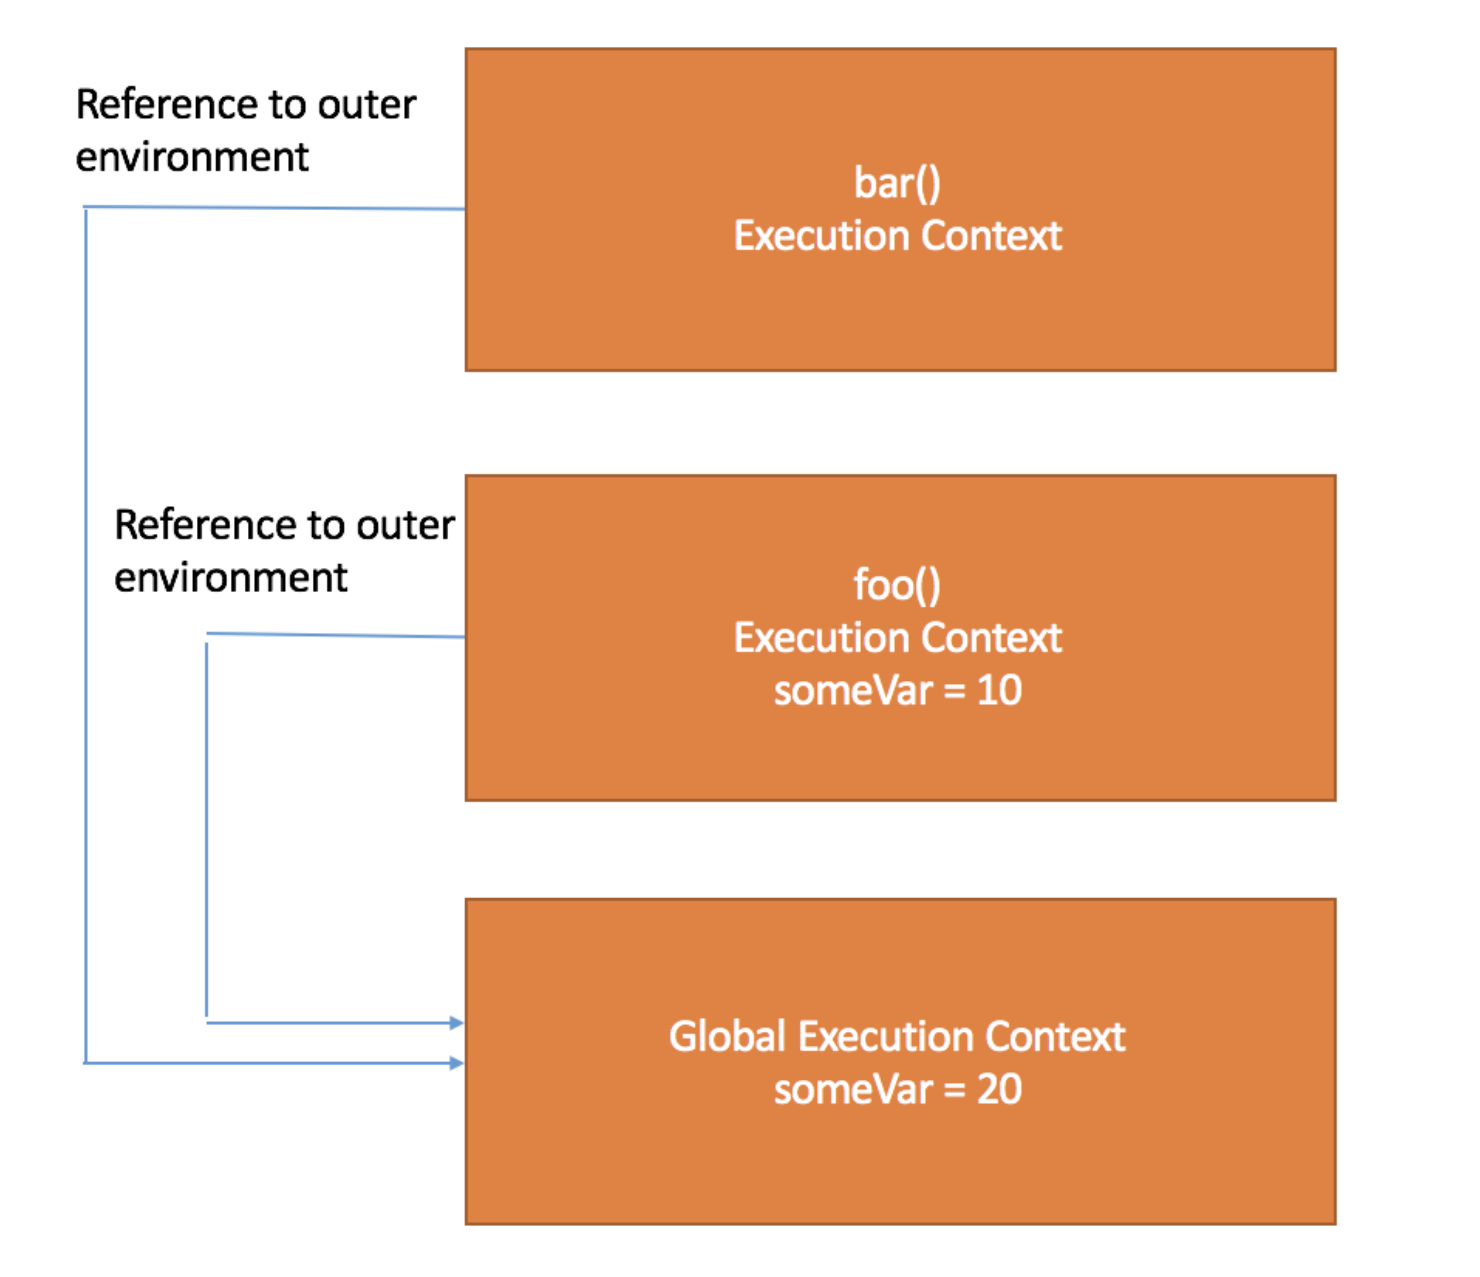 Reference to outer
environment
bar()
Execution Context
Reference to outer
environment
foo()
Execution Context
someVar = 10
Global Execution Context
someVar = 20